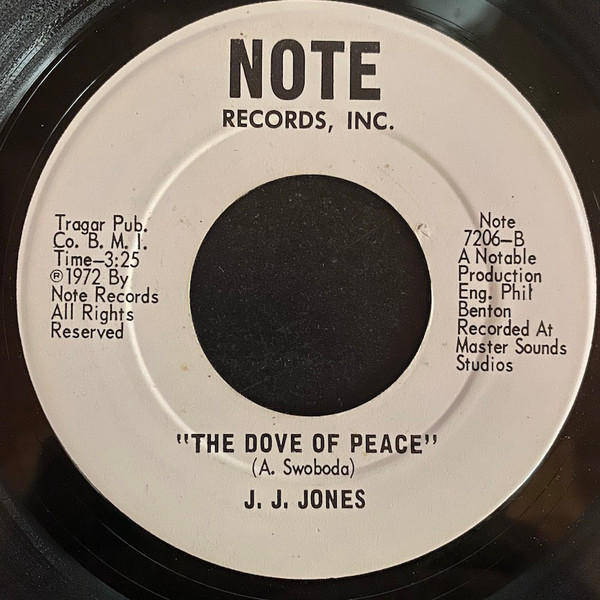 NOTE
RECORDS, INC.
Tragar Pub.
Co. B. M. I.
Time—3:25
℗1972 By
Note Records
All Rights
Reserved
Note
7206—B
A Notable
Production
Eng. Phil
Benton
Recorded At
Master Sounds
Studios
"THE DOVE OF PEACE"
(A. Swoboda)
J. J. JONES